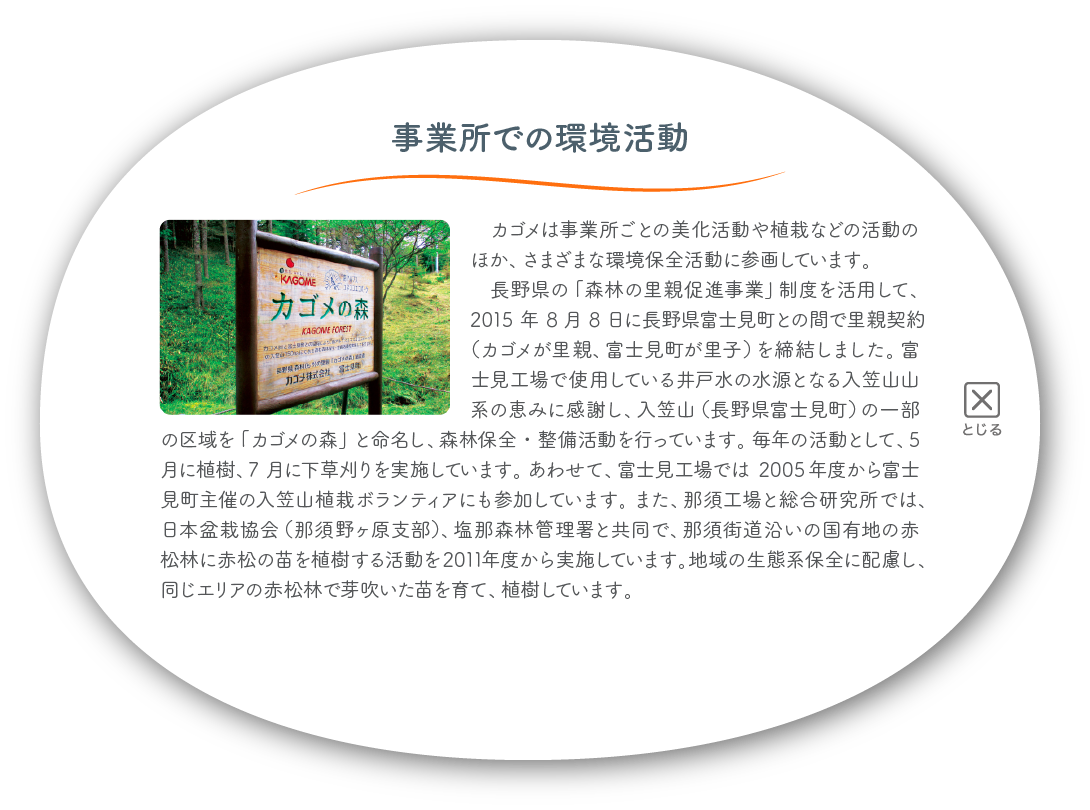 事業所での環境活動
KAGOME
カゴメの森
KAGOME FOREST
カゴメ株式会社 富士見町
カゴメは事業所ごとの美化活動や植栽などの活動の
ほか、さまざまな環境保全活動に参画しています。
長野県の「森林の里親促進事業」制度を活用して、
2015 年 8 月 8 日に長野県富士見町との間で里親契約
（カゴメが里親、富士見町が里子）を締結しました。富
士見工場で使用している井戸水の水源となる入笠山山
系の恵みに感謝し、入笠山（長野県富士見町）の一部
の区域を「カゴメの森」と命名し、森林保全・整備活動を行っています。毎年の活動として、5
月に植樹、7 月に下草刈りを実施しています。あわせて、富士見工場では 2005年度から富士
見町主催の入笠山植栽ボランティアにも参加しています。また、那須工場と総合研究所では、
日本盆栽協会（那須野ヶ原支部）、塩那森林管理署と共同で、那須街道沿いの国有地の赤
松林に赤松の苗を植樹する活動を2011年度から実施しています。地域の生態系保全に配慮し、
同じエリアの赤松林で芽吹いた苗を育て、植樹しています。
とじる